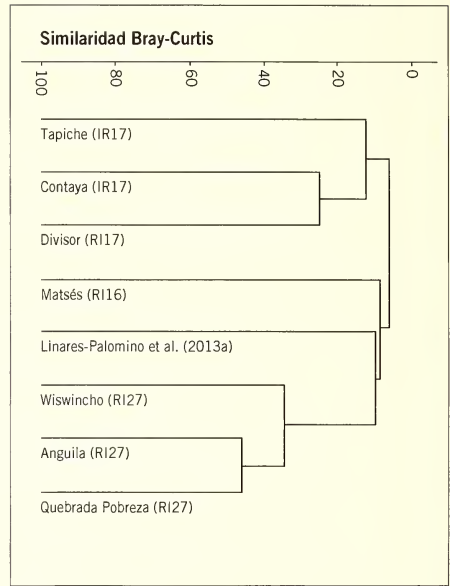 Similaridad Bray-Curtis
100 80 60 40 20 0
Tapiche (IR17)
Contaya (IR17)
Divisor (RI17)
Matsés (RI16)
Linares-Palomino et al. (2013a)
Wiswincho (RI27)
Anguila (RI27)
Quebrada Pobreza (RI27)